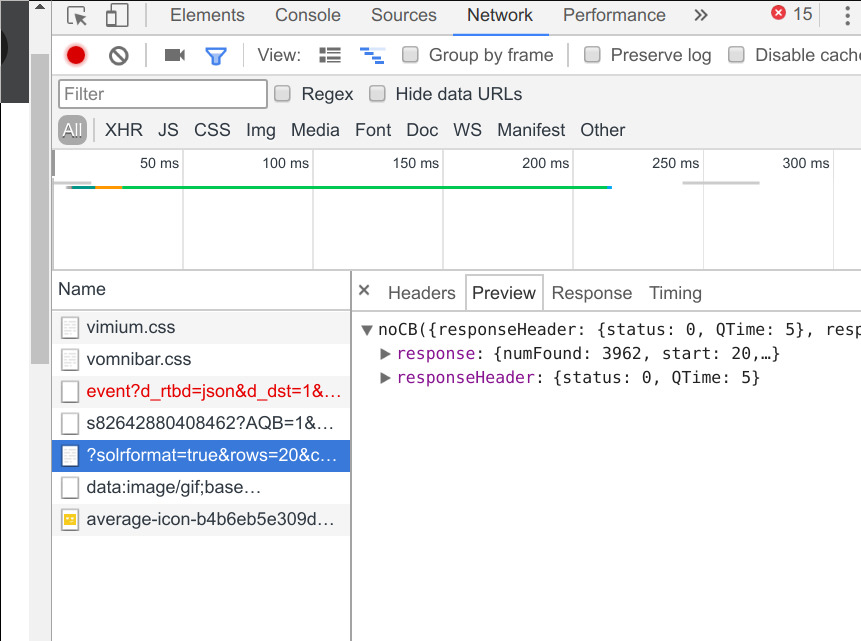 Elements Console Sources Network Performance » 15
View: Group by frame Preserve log Disable cache
Filter Regex Hide data URLs
All XHR JS CSS Img Media Font Doc WS Manifest Other
50 ms 100 ms 150 ms 200 ms 250 ms 300 ms
Name
× Headers Preview Response Timing
vimium.css
vomnibar.css
event?d_rtbd=json&d_dst=1&…
s82642880408462?AQB=1&…
?solrformat=true&rows=20&c…
data:image/gif;base…
average-icon-b4b6eb5e309d…
noCB({responseHeader: {status: 0, QTime: 5}, resp
response: {numFound: 3962, start: 20,…}
responseHeader: {status: 0, QTime: 5}